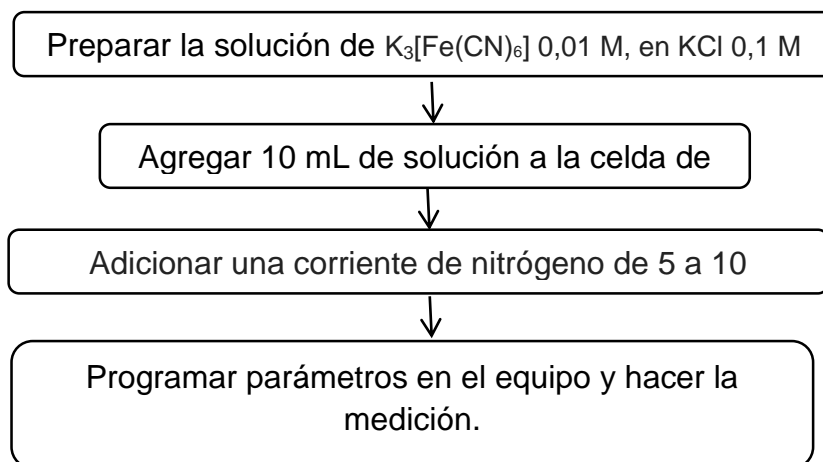 Preparar la solución de K₃[Fe(CN)₆] 0,01 M, en KCl 0,1 M
Agregar 10 mL de solución a la celda de
Adicionar una corriente de nitrógeno de 5 a 10
Programar parámetros en el equipo y hacer la
medición.